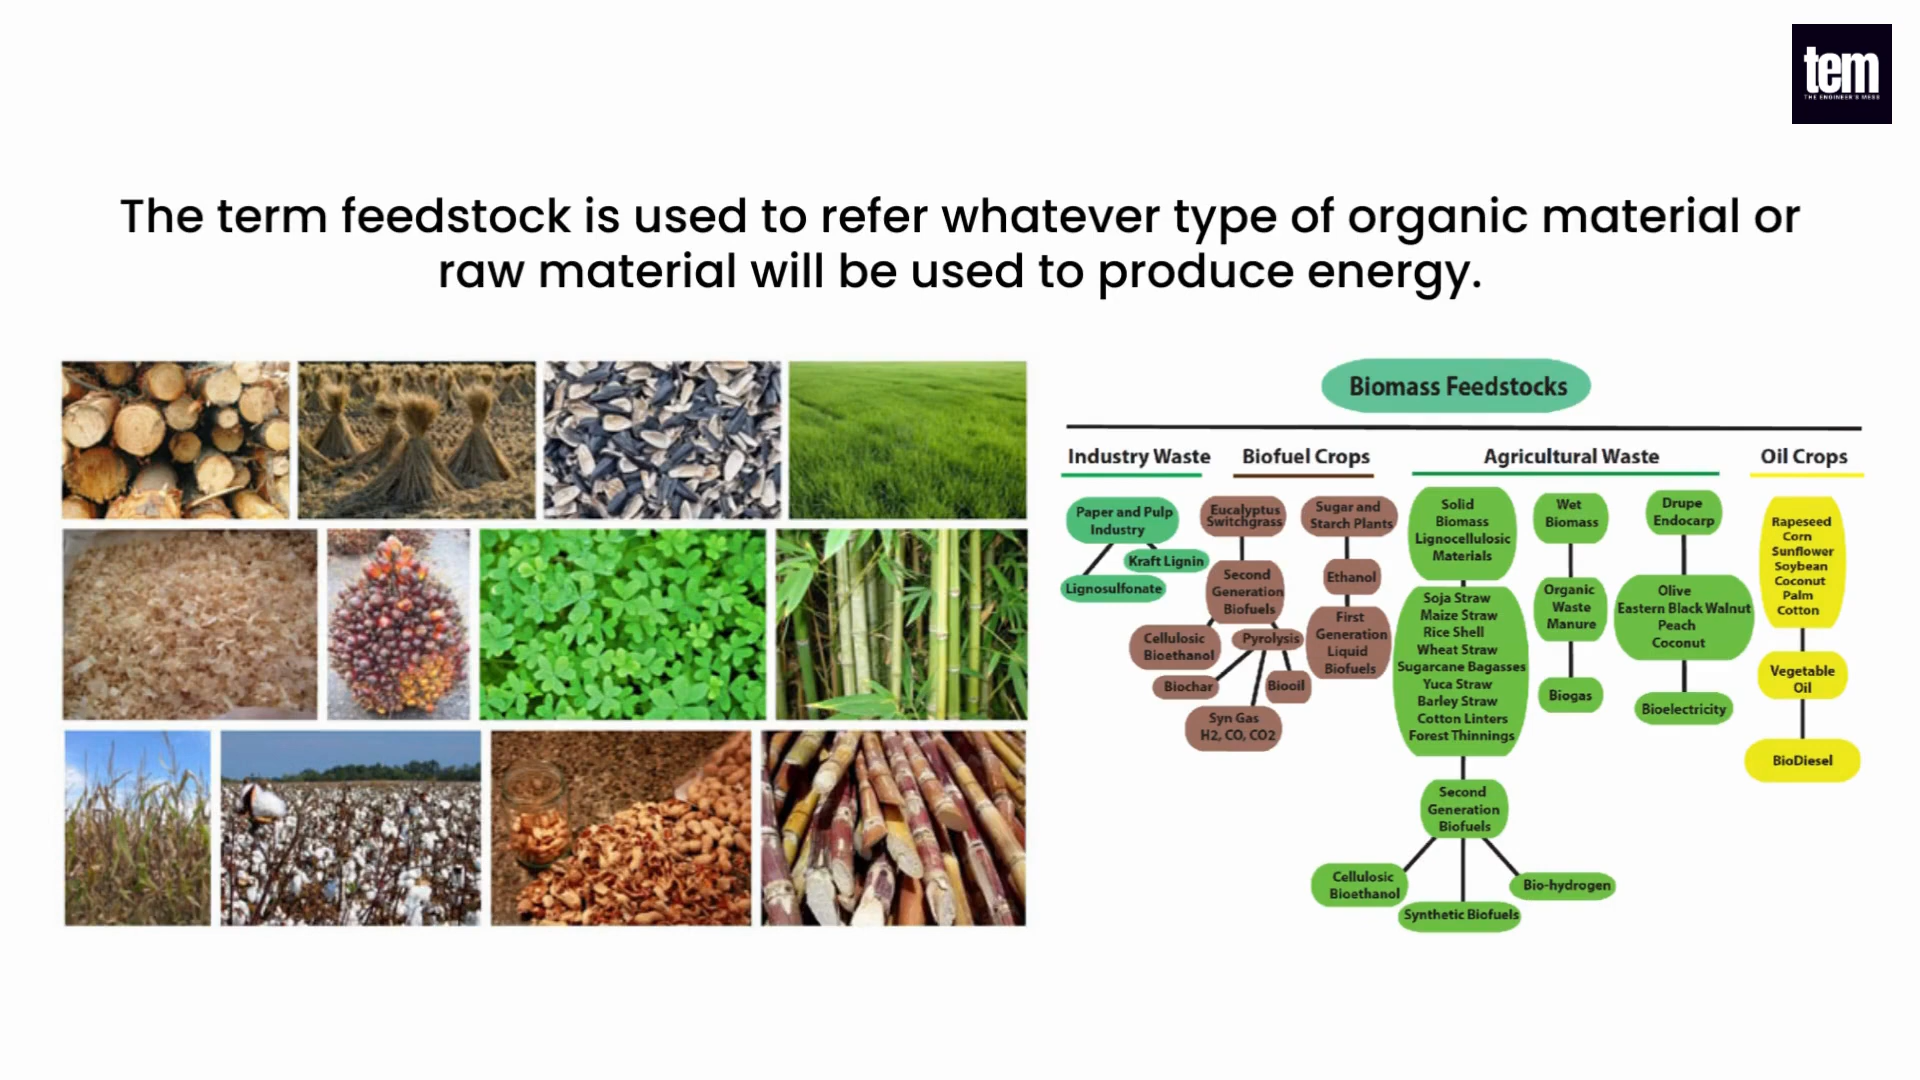 tem
THE ENGINEER'S MESS
The term feedstock is used to refer whatever type of organic material or
raw material will be used to produce energy.
Biomass Feedstocks
Industry Waste
Biofuel Crops
Agricultural Waste
Oil Crops
Paper and Pulp
Industry
Kraft Lignin
Lignosulfonate
Eucalyptus
Switchgrass
Second
Generation
Biofuels
Cellulosic
Bioethanol
Pyrolysis
Biochar
Biooil
Syn Gas
H2, CO, CO2
Sugar and
Starch Plants
Ethanol
First
Generation
Liquid
Biofuels
Solid
Biomass
Lignocellulosic
Materials
Soja Straw
Maize Straw
Rice Shell
Wheat Straw
Sugarcane Bagasses
Yuca Straw
Barley Straw
Cotton Linters
Forest Thinnings
Second
Generation
Biofuels
Cellulosic
Bioethanol
Synthetic Biofuels
Bio-hydrogen
Wet
Biomass
Organic
Waste
Manure
Biogas
Drupe
Endocarp
Olive
Eastern Black Walnut
Peach
Coconut
Bioelectricity
Rapeseed
Corn
Sunflower
Soybean
Coconut
Palm
Cotton
Vegetable
Oil
BioDiesel